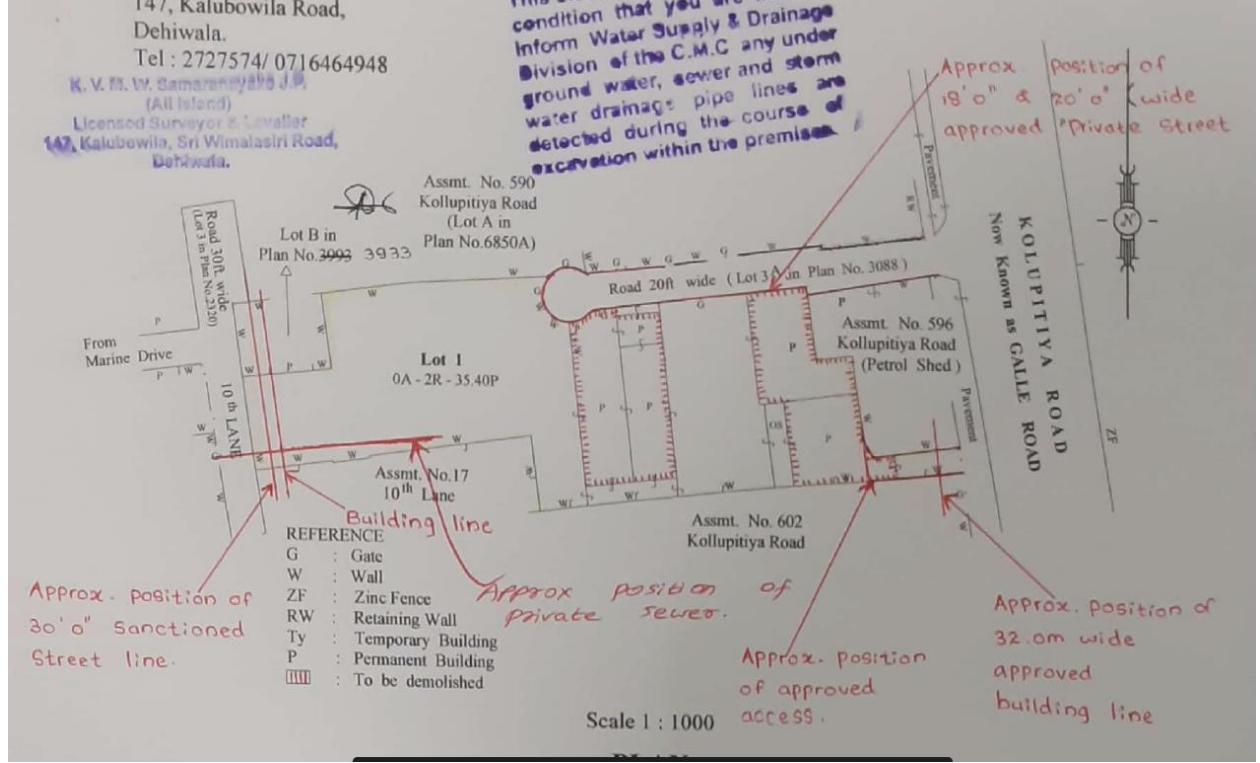 147, Kalubowila Road,
Dehiwala.
Tel : 2727574/ 0716464948
K. V. M. W. Samaranayake J.P.
(All Island)
Licensed Surveyor & Leveller
147, Kalubowila, Sri Wimalasiri Road,
Dehiwala.
condition that you are
Inform Water Supply & Drainage
Division of the C.M.C any under
ground water, sewer and storm
water drainage pipe lines are
detected during the course of
excavation within the premises
Approx position of
18'0" & 20'0" wide
approved "Private Street
Assmt. No. 590
Kollupitiya Road
(Lot A in
Plan No.6850A)
Lot B in
Plan No.3993 3933
Road 30ft. wide
(Lot 3 in Plan No.2320)
Road 20ft wide ( Lot 3A in Plan No. 3088 )
Pavement
RW
N
KOLUPITIYA ROAD
Now Known as GALLE ROAD
From
Marine Drive
10 th LANE
Lot 1
0A - 2R - 35.40P
Assmt. No. 596
Kollupitiya Road
(Petrol Shed )
Pavement
ZF
OS
Assmt. No.17
10th Lane
Assmt. No. 602
Kollupitiya Road
Building line
REFERENCE
G : Gate
W : Wall
ZF : Zinc Fence
RW : Retaining Wall
Ty : Temporary Building
P : Permanent Building
: To be demolished
Approx. position of
30'0" Sanctioned
Street line.
Approx position of
private sewer.
Approx. position
of approved
access.
Approx. position of
32.0m wide
approved
building line
Scale 1 : 1000